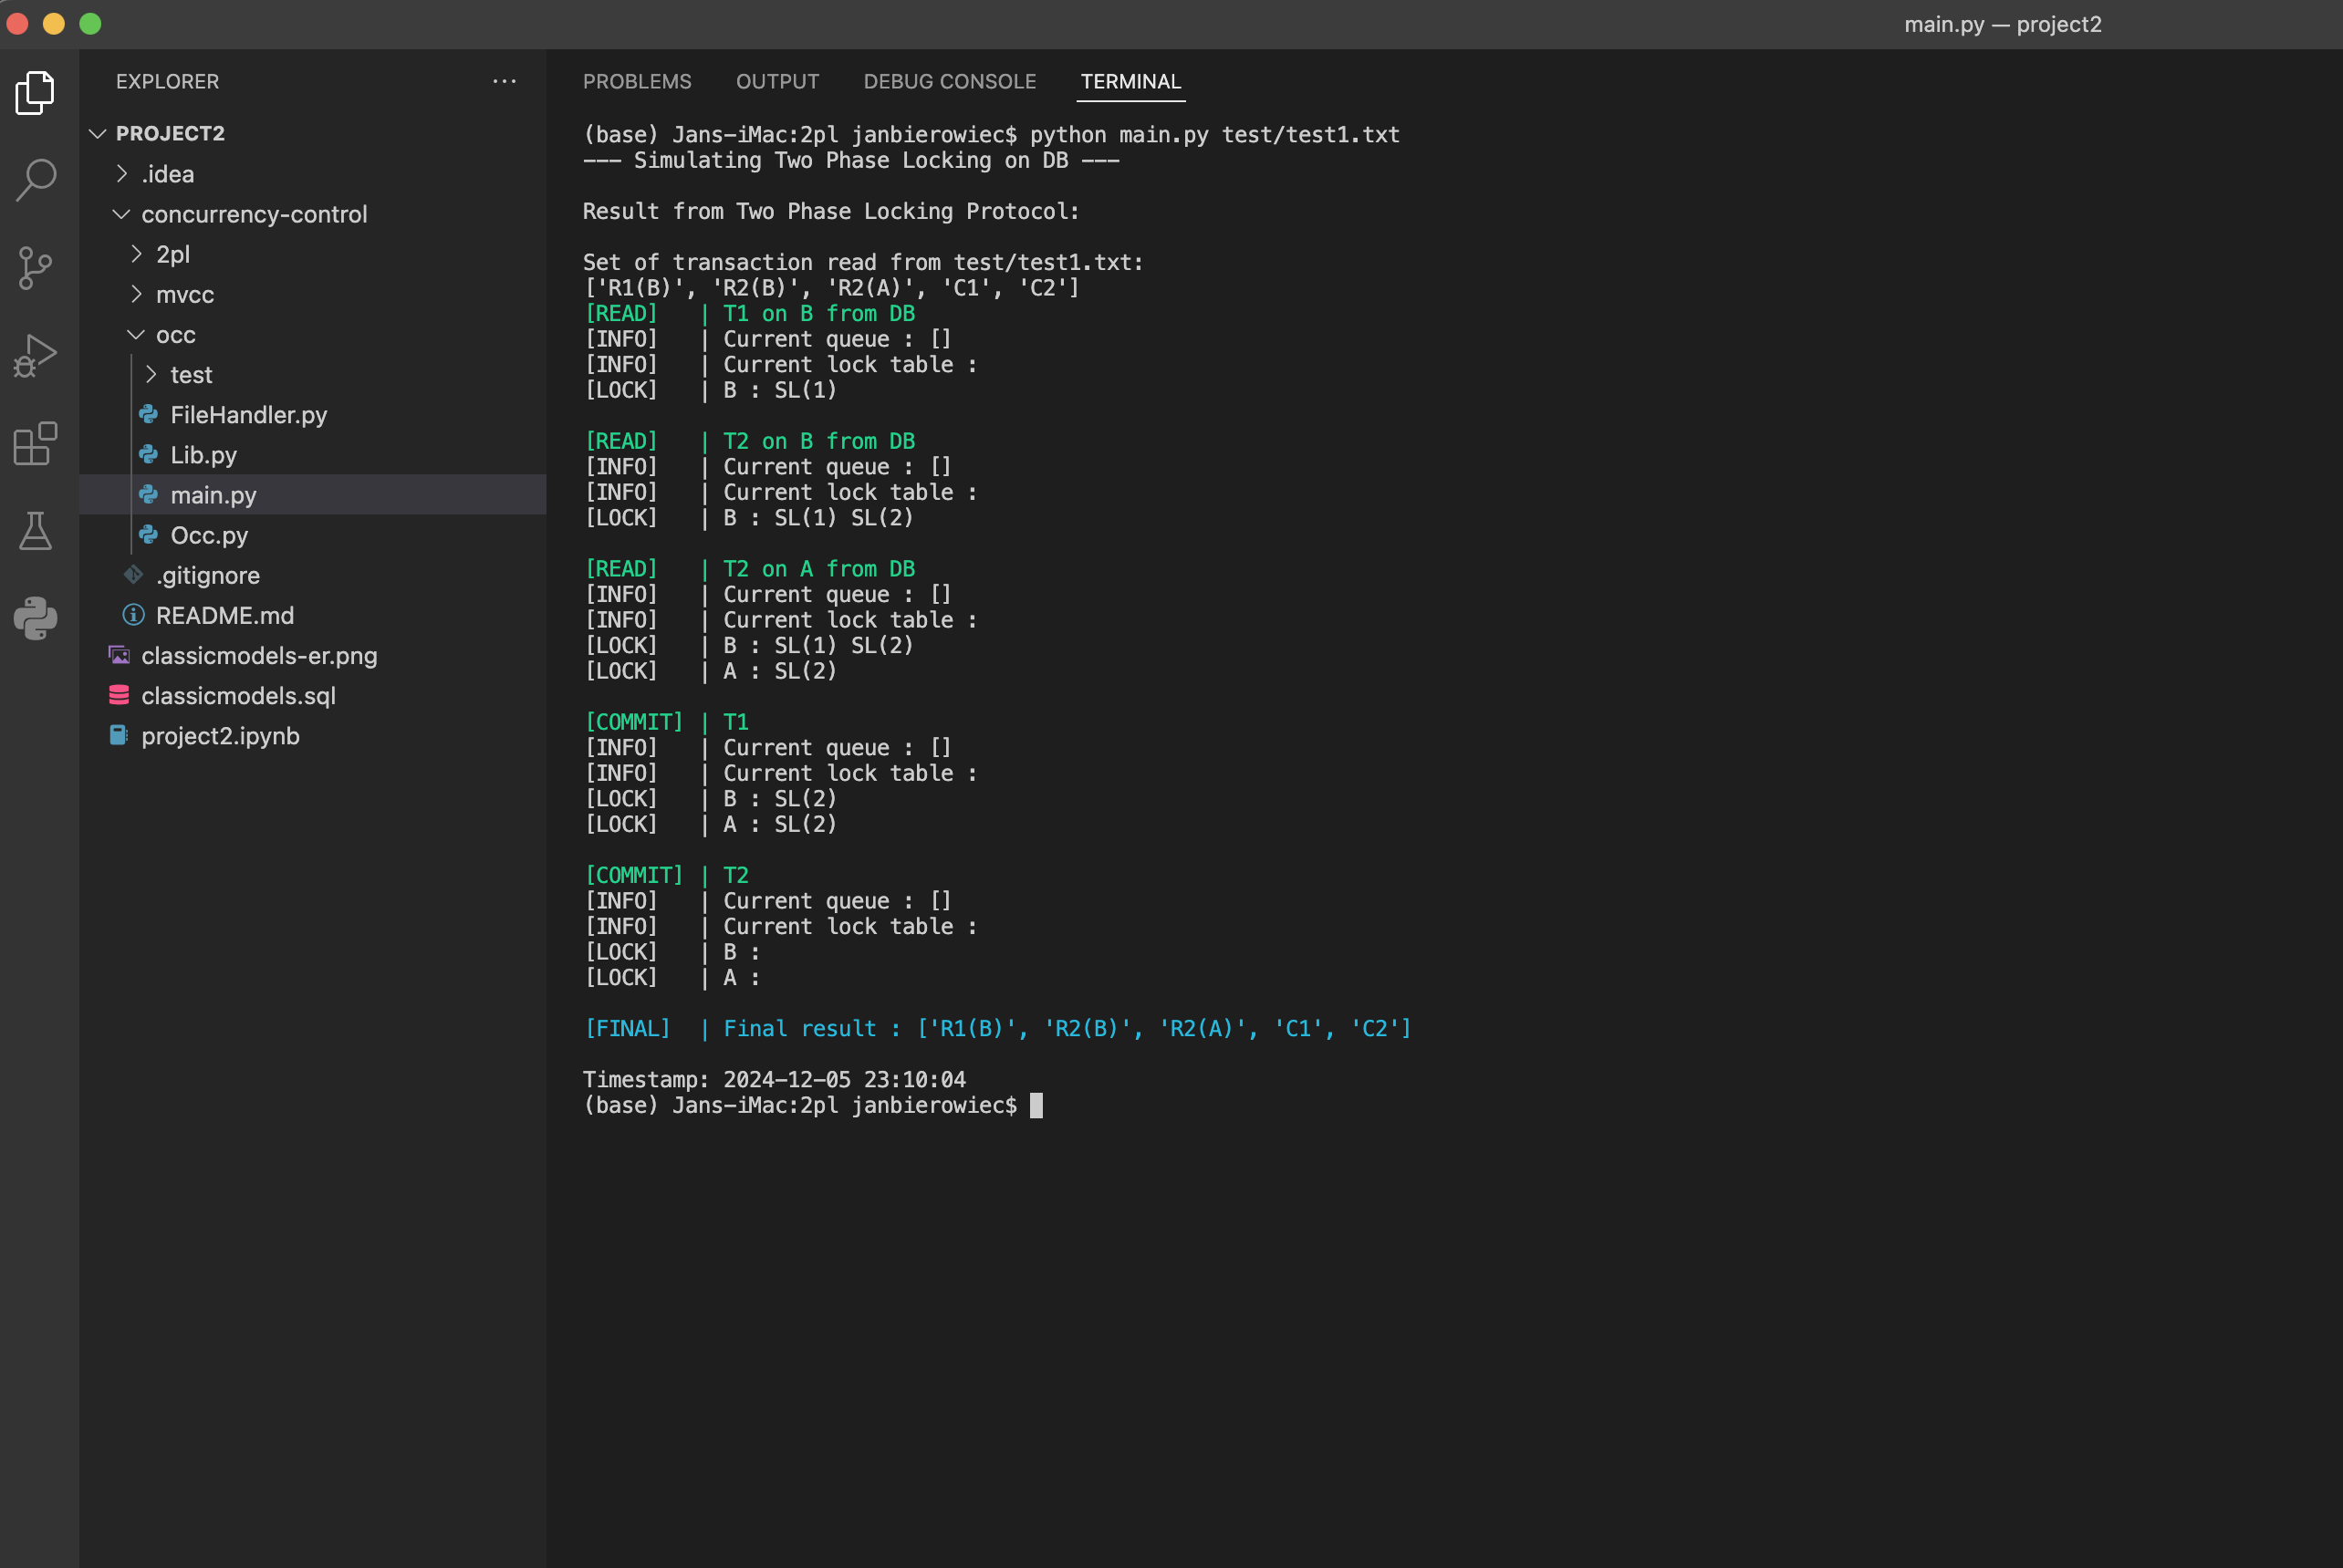 main.py — project2
EXPLORER
PROJECT2
.idea
concurrency-control
2pl
mvcc
occ
test
FileHandler.py
Lib.py
main.py
Occ.py
.gitignore
README.md
classicmodels-er.png
classicmodels.sql
project2.ipynb
PROBLEMS OUTPUT DEBUG CONSOLE TERMINAL
(base) Jans-iMac:2pl janbierowiec$ python main.py test/test1.txt
--- Simulating Two Phase Locking on DB ---
Result from Two Phase Locking Protocol:
Set of transaction read from test/test1.txt:
['R1(B)', 'R2(B)', 'R2(A)', 'C1', 'C2']
[READ]   | T1 on B from DB
[INFO]   | Current queue : []
[INFO]   | Current lock table :
[LOCK]   | B : SL(1)
[READ]   | T2 on B from DB
[INFO]   | Current queue : []
[INFO]   | Current lock table :
[LOCK]   | B : SL(1) SL(2)
[READ]   | T2 on A from DB
[INFO]   | Current queue : []
[INFO]   | Current lock table :
[LOCK]   | B : SL(1) SL(2)
[LOCK]   | A : SL(2)
[COMMIT] | T1
[INFO]   | Current queue : []
[INFO]   | Current lock table :
[LOCK]   | B : SL(2)
[LOCK]   | A : SL(2)
[COMMIT] | T2
[INFO]   | Current queue : []
[INFO]   | Current lock table :
[LOCK]   | B :
[LOCK]   | A :
[FINAL]  | Final result : ['R1(B)', 'R2(B)', 'R2(A)', 'C1', 'C2']
Timestamp: 2024-12-05 23:10:04
(base) Jans-iMac:2pl janbierowiec$